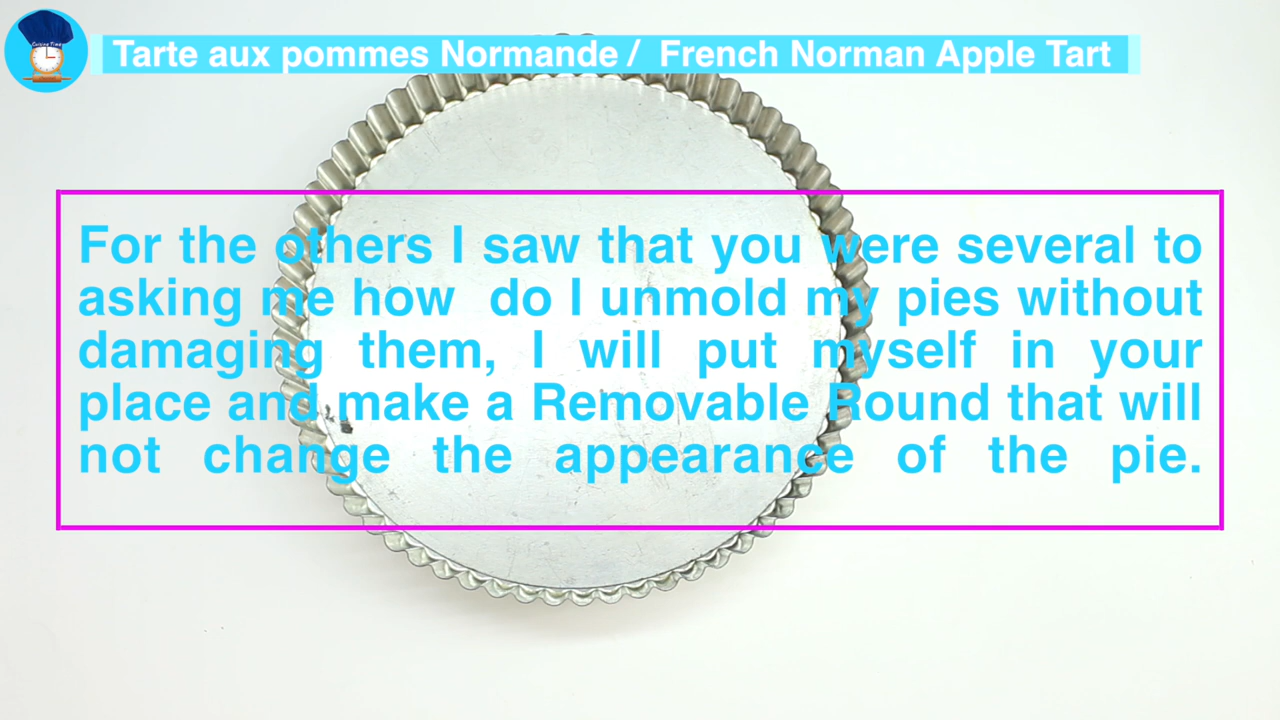 Cuisine Time
Tarte aux pommes Normande / French Norman Apple Tart
For the others I saw that you were several to
asking me how do I unmold my pies without
damaging them, I will put myself in your
place and make a Removable Round that will
not change the appearance of the pie.